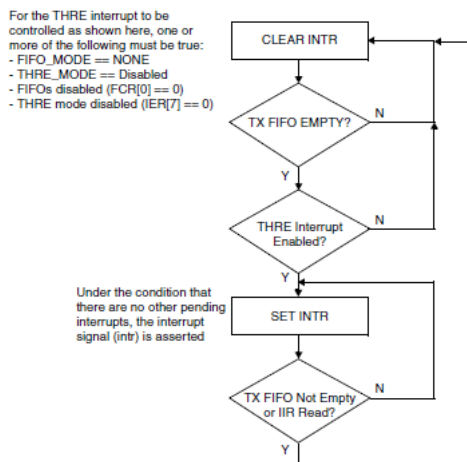 For the THRE interrupt to be
controlled as shown here, one or
more of the following must be true:
- FIFO_MODE == NONE
- THRE_MODE == Disabled
- FIFOs disabled (FCR[0] == 0)
- THRE mode disabled (IER[7] == 0)
CLEAR INTR
TX FIFO EMPTY?
N
Y
THRE Interrupt
Enabled?
N
Y
Under the condition that
there are no other pending
interrupts, the interrupt
signal (intr) is asserted
SET INTR
TX FIFO Not Empty
or IIR Read?
N
Y